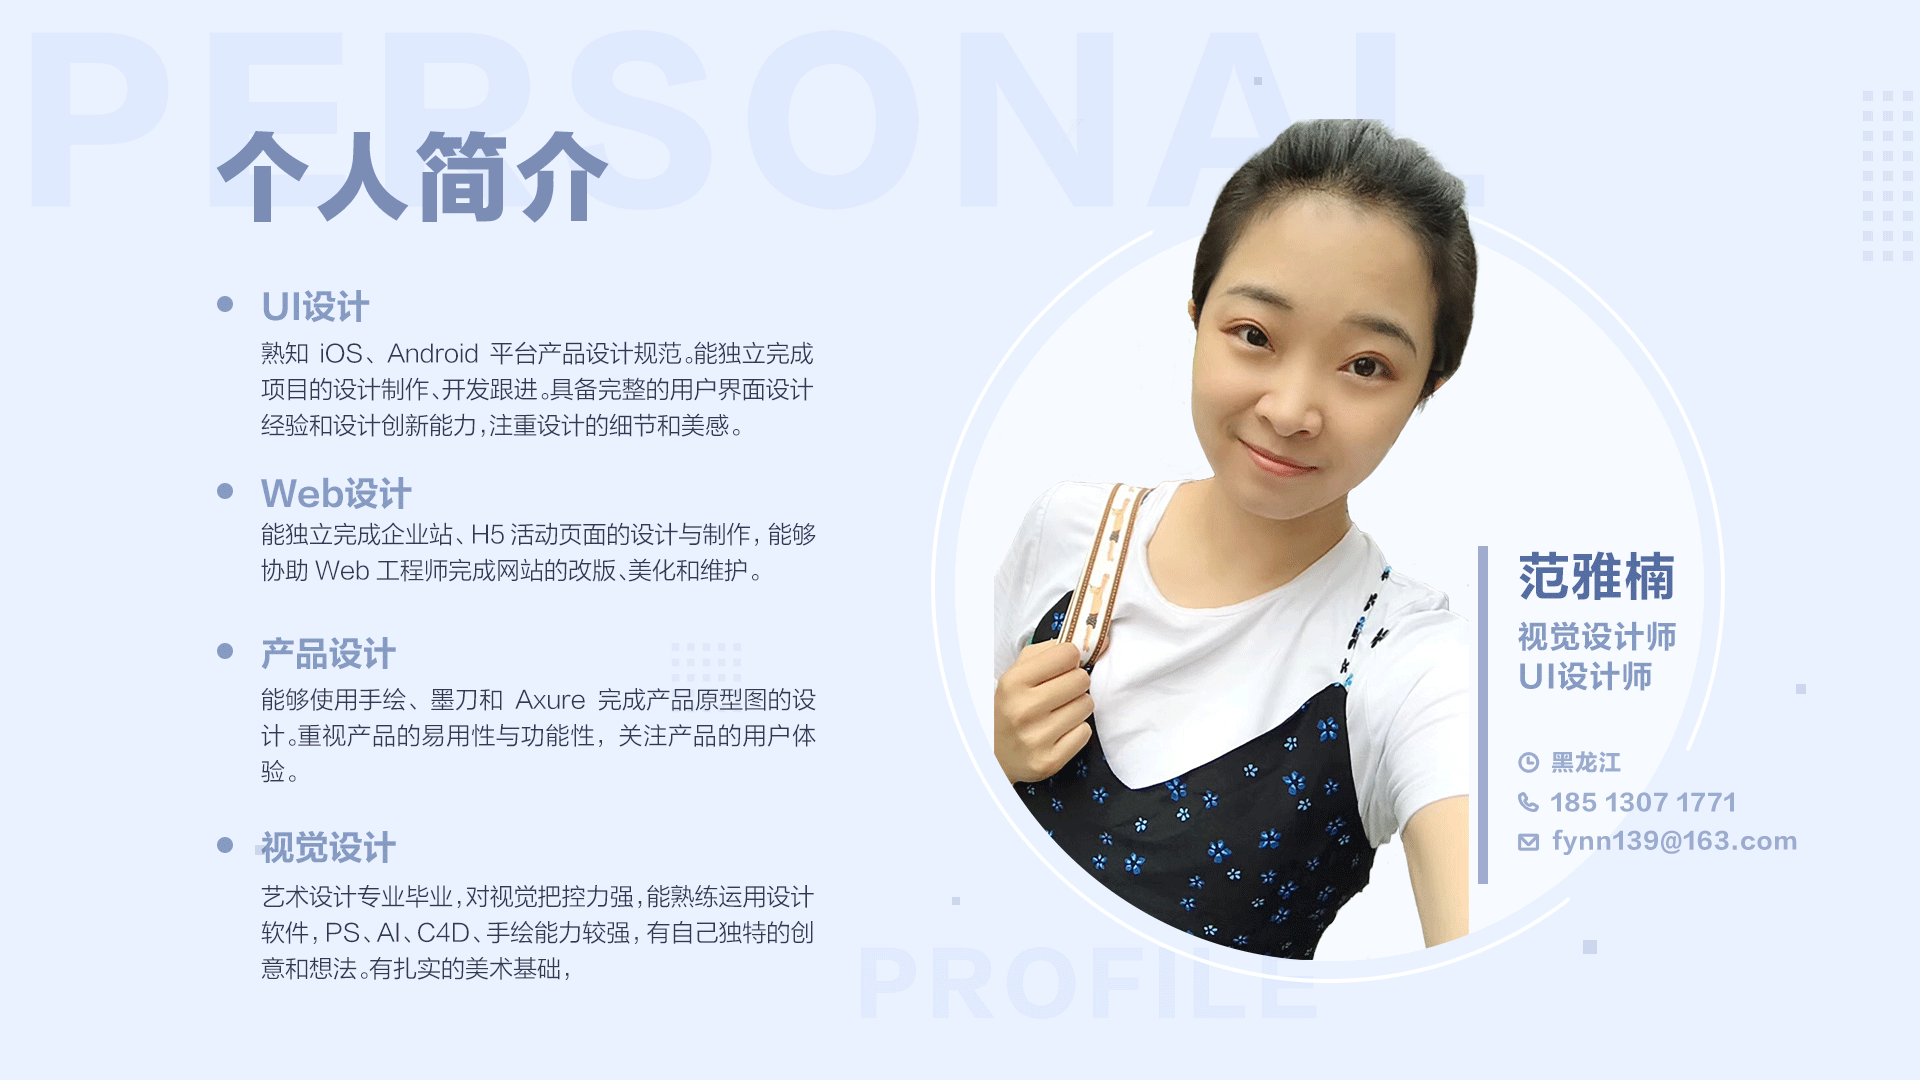 PERSONAL
个人简介
UI设计
熟知 iOS、Android 平台产品设计规范。能独立完成
项目的设计制作、开发跟进。具备完整的用户界面设计
经验和设计创新能力，注重设计的细节和美感。
Web设计
能独立完成企业站、H5 活动页面的设计与制作，能够
协助 Web 工程师完成网站的改版、美化和维护。
产品设计
能够使用手绘、墨刀和 Axure 完成产品原型图的设
计。重视产品的易用性与功能性，关注产品的用户体
验。
视觉设计
艺术设计专业毕业，对视觉把控力强，能熟练运用设计
软件，PS、AI、C4D、手绘能力较强，有自己独特的创
意和想法。有扎实的美术基础，
范雅楠
视觉设计师
UI设计师
黑龙江
185 1307 1771
fynn139@163.com
PROFILE